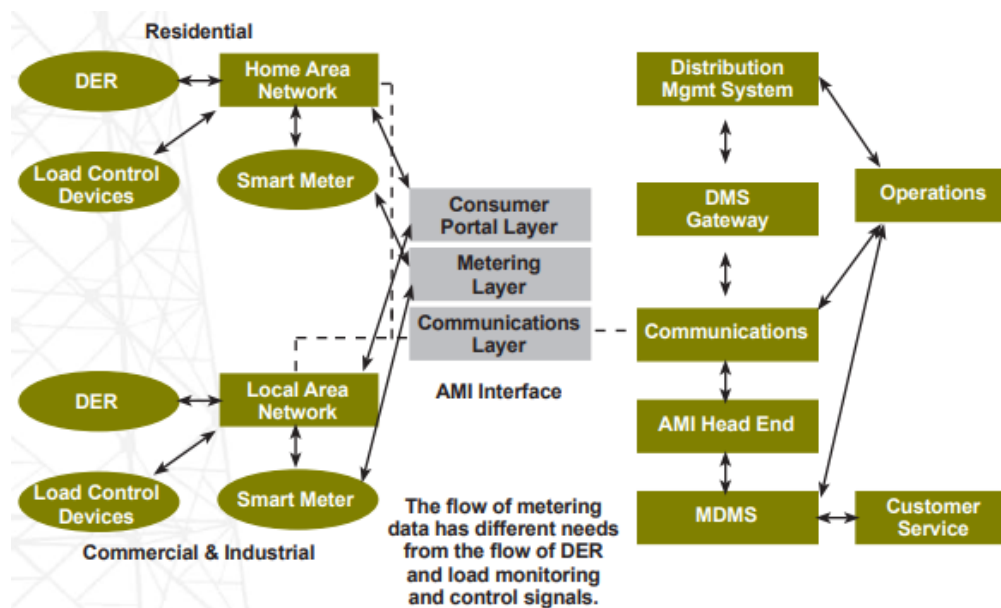 Residential
DER
Home Area
Network
Load Control
Devices
Smart Meter
Consumer
Portal Layer
Metering
Layer
Communications
Layer
AMI Interface
DER
Local Area
Network
Load Control
Devices
Smart Meter
Commercial & Industrial
The flow of metering
data has different needs
from the flow of DER
and load monitoring
and control signals.
Distribution
Mgmt System
DMS
Gateway
Operations
Communications
AMI Head End
MDMS
Customer
Service